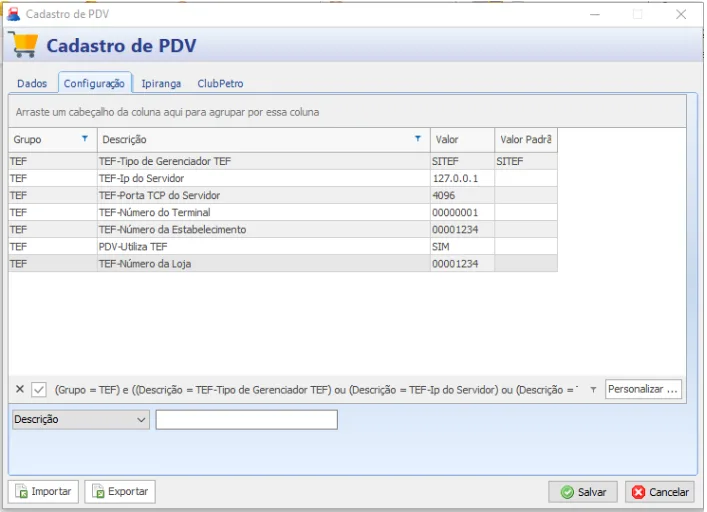 Cadastro de PDV
Cadastro de PDV
Dados Configuração Ipiranga ClubPetro
Arraste um cabeçalho da coluna aqui para agrupar por essa coluna
Grupo Descrição Valor Valor Padrã
TEF TEF-Tipo de Gerenciador TEF SITEF SITEF
TEF TEF-Ip do Servidor 127.0.0.1
TEF TEF-Porta TCP do Servidor 4096
TEF TEF-Número do Terminal 00000001
TEF TEF-Número da Estabelecimento 00001234
TEF PDV-Utiliza TEF SIM
TEF TEF-Número da Loja 00001234
(Grupo = TEF) e ((Descrição = TEF-Tipo de Gerenciador TEF) ou (Descrição = TEF-Ip do Servidor) ou (Descrição = Personalizar ...
Descrição
Importar Exportar Salvar Cancelar